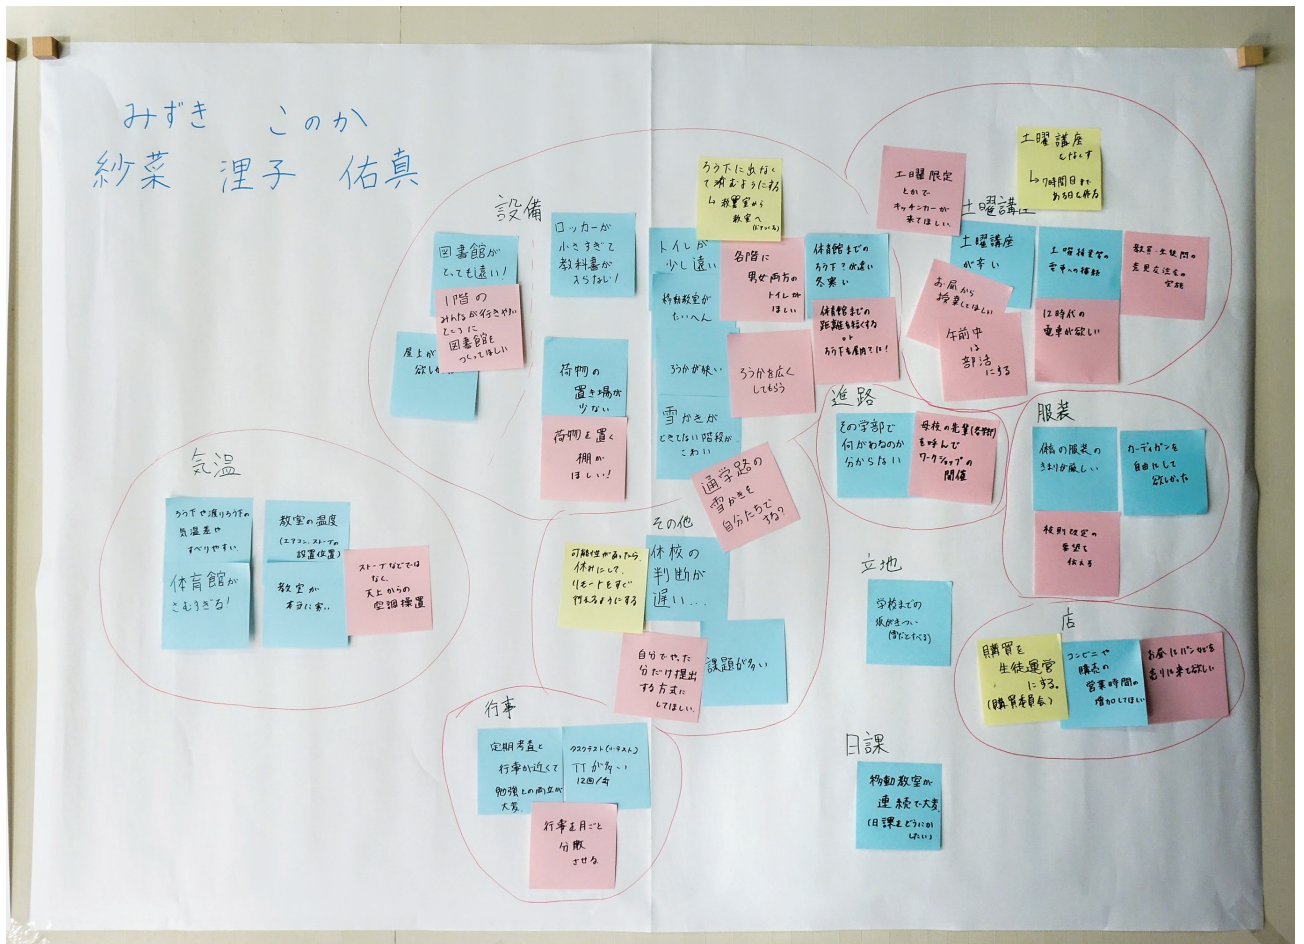 みずき このか
紗菜 浬子 佑真
設備
図書館が
とっても遠い!
1階の
みんなが行きやすい
ところに
図書館を
つくってほしい
屋上が
欲し
ロッカーが
小さすぎて
教科書が
入らない!
荷物の
置き場が
少ない
荷物を置く
棚が
ほしい!
ろう下に出なく
て済むようにする
↳ 教室から
教室へ
トイレが
少し遠い
各階に
男女両方の
トイレが
ほしい
移動教室が
たいへん
ろうかが狭い
ろうかを広く
してもらう
雪かきが
できてない階段が
こわい
通学路の
雪かきを
自分たちで
する?
体育館までの
ろう下?が遠い
冬寒い
体育館までの
距離を短くする
or
ろう下も屋内では!
土曜講座
土曜限定
とかで
キッチンカーが
来てほしい
土曜講座
をなくす
↳7時間目まで
ある日を作る
土曜講座
が辛い
お昼から
授業してほしい
午前中
は
部活
にする
電車への接続
12時代の
電車が欲しい
教員・生徒間の
意見交流会の
実施
進路
その学部で
何がわるのか
分からない
母校の先輩
を呼んで
ワークショップの
開催
服装
体の服装の
きまりが厳しい
カーディガンを
自由にして
欲しかった
校則改定の
要望を
伝える
気温
ろう下や渡りろう下の
気温差や
すべりやすい
教室の温度
(エアコン、ストーブの
設置位置)
体育館が
さむすぎる!
教室が
本当に寒い
ストーブなどではなく
天上からの
空調設置
その他
可能性があったら
休みにして、
リモートをすぐ
行えるようにする
休校の
判断が
遅い…
自分でやった
分だけ提出
する方式に
してほしい
課題が多い
立地
学校までの
坂がきつい
(雪だとすべる)
店
購買を
生徒運営
にする。
(購買委員会)
コンビニや
購売の
営業時間の
増加してほしい
お昼にパンなどを
売りに来て欲しい
行事
定期考査と
行事が近くて
勉強との両立が
大変
TTが多い
12回/年
行事を月ごと
分散
させる
日課
移動教室が
連続で大変
(日課をどうにか
したい)